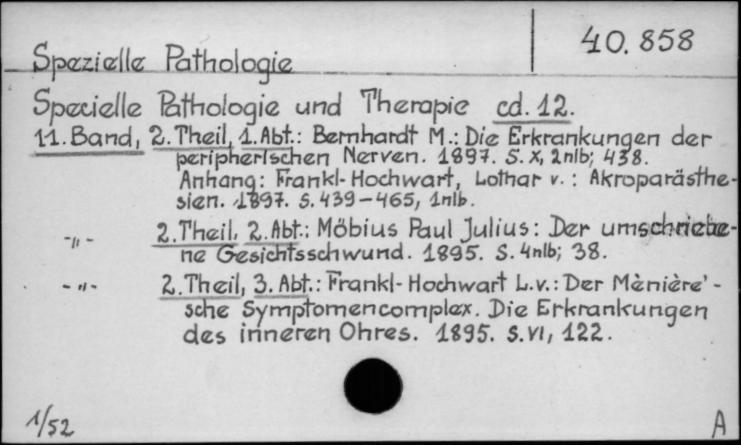 40.858
Spezielle Pathologie
Specielle Pathologie und Therapie cd. 12.
11. Band, 2. Theil, 1. Abt.: Bernhardt M.: Die Erkrankungen der
peripherischen Nerven. 1897. S. X, 2nlb; 438.
Anhang: Frankl-Hochwart, Lothar v.: Akroparästhe-
sien. 1897. S. 439-465, 1nlb.
-"- 2. Theil, 2. Abt.: Möbius Paul Julius: Der umschriebe-
ne Gesichtsschwund. 1895. S. 4nlb; 38.
-"- 2. Theil, 3. Abt.: Frankl-Hochwart L.v.: Der Mènière'-
sche Symptomencomplex. Die Erkrankungen
des inneren Ohres. 1895. S. VI, 122.
1/52
A